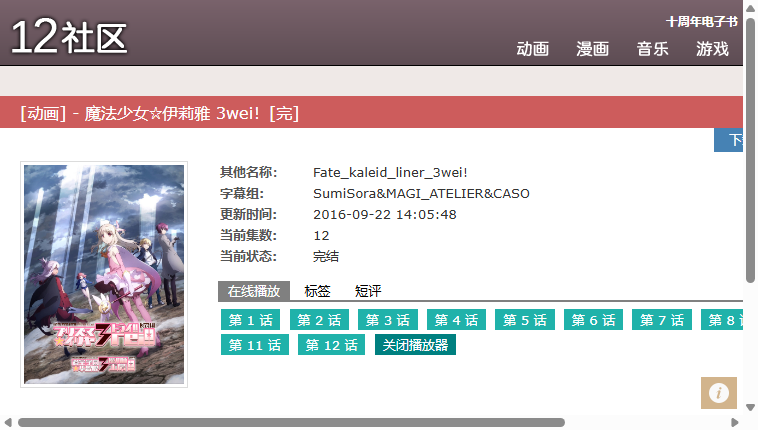 12社区
十周年电子书
动画 漫画 音乐 游戏
[动画] - 魔法少女☆伊莉雅 3wei! [完]
其他名称: Fate_kaleid_liner_3wei!
字幕组: SumiSora&MAGI_ATELIER&CASO
更新时间: 2016-09-22 14:05:48
当前集数: 12
当前状态: 完结
在线播放 标签 短评
第 1 话 第 2 话 第 3 话 第 4 话 第 5 话 第 6 话 第 7 话 第 8
第 11 话 第 12 话 关闭播放器